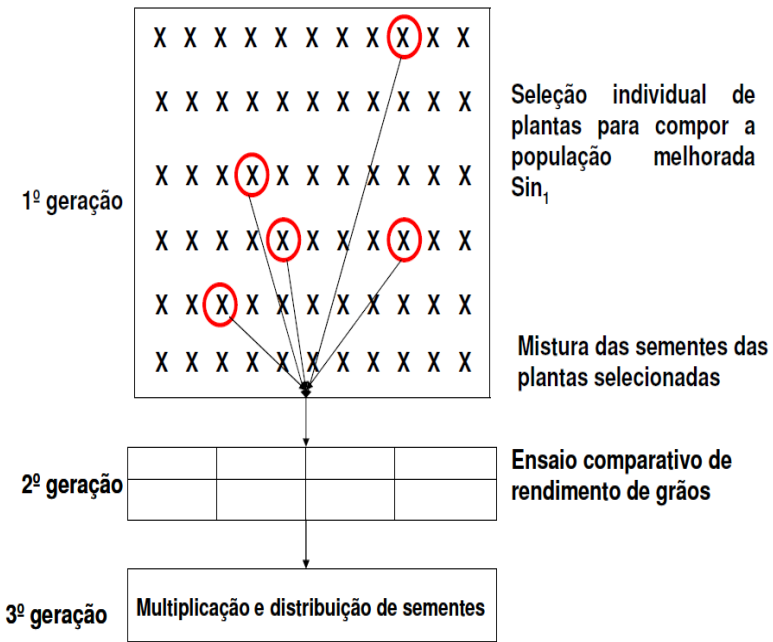 X X X X X X X X X X X
X X X X X X X X X X X
X X X X X X X X X X X
X X X X X X X X X X X
X X X X X X X X X X X
X X X X X X X X X X X
1º geração
Seleção individual de
plantas para compor a
população melhorada
Sin₁
Mistura das sementes das
plantas selecionadas
2º geração
Ensaio comparativo de
rendimento de grãos
3º geração
Multiplicação e distribuição de sementes